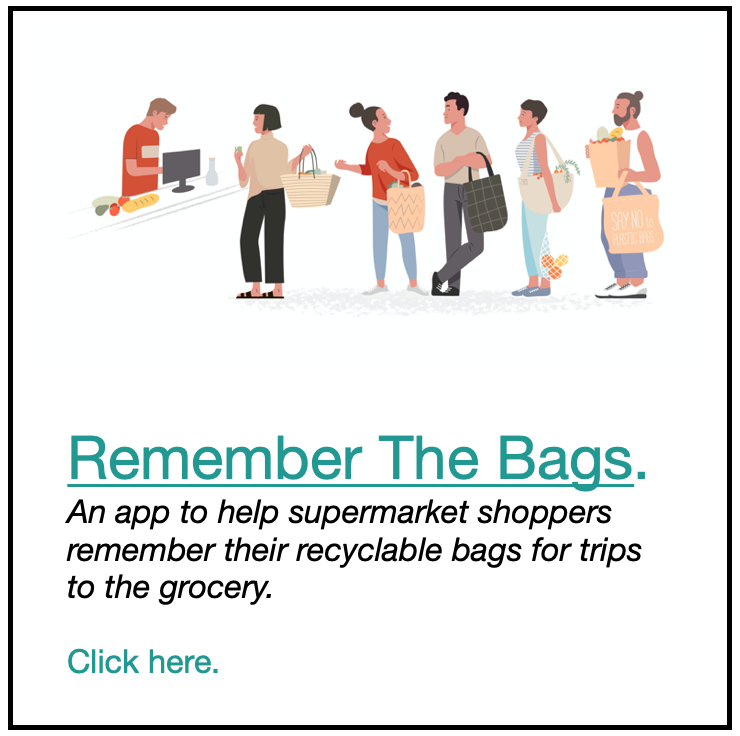 SAY NO to
PLASTIC BAGS
Remember The Bags.
An app to help supermarket shoppers
remember their recyclable bags for trips
to the grocery.
Click here.